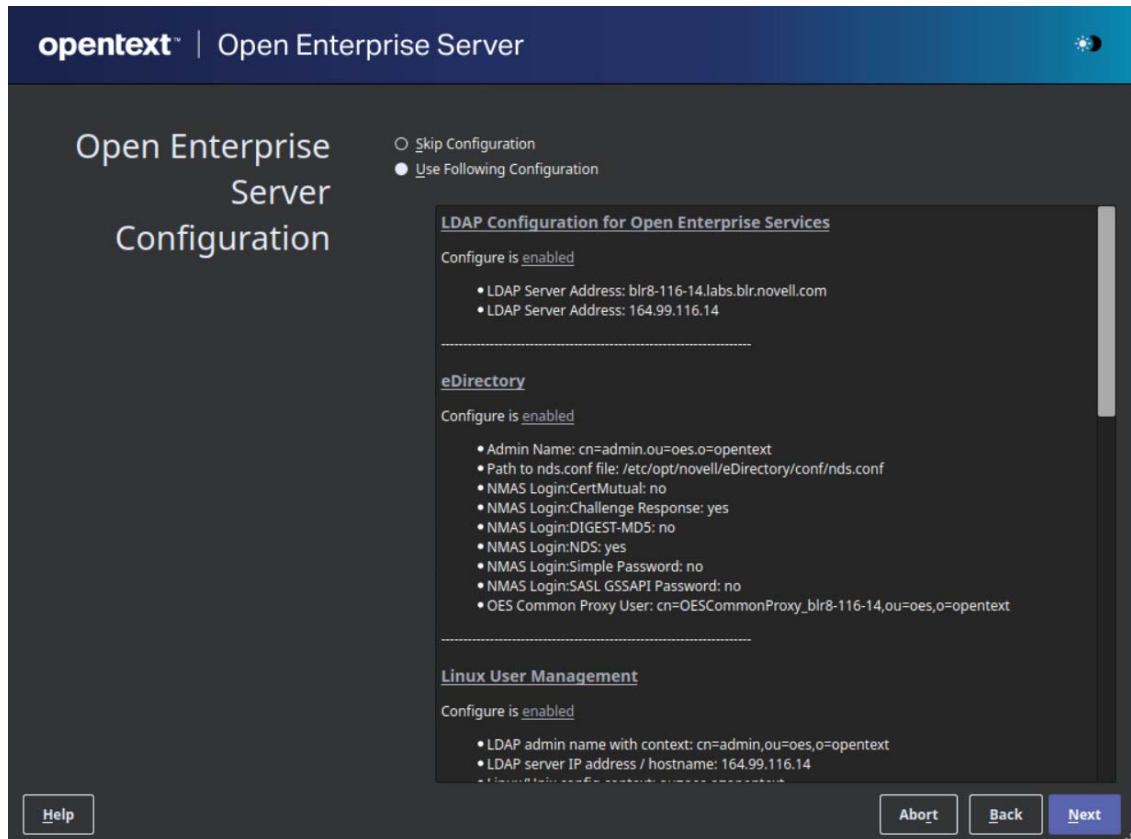 opentext™ | Open Enterprise Server
Open Enterprise
Server
Configuration
Skip Configuration
Use Following Configuration
LDAP Configuration for Open Enterprise Services
Configure is enabled
• LDAP Server Address: blr8-116-14.labs.blr.novell.com
• LDAP Server Address: 164.99.116.14
----------------------------------------------------------------------
eDirectory
Configure is enabled
• Admin Name: cn=admin.ou=oes.o=opentext
• Path to nds.conf file: /etc/opt/novell/eDirectory/conf/nds.conf
• NMAS Login:CertMutual: no
• NMAS Login:Challenge Response: yes
• NMAS Login:DIGEST-MD5: no
• NMAS Login:NDS: yes
• NMAS Login:Simple Password: no
• NMAS Login:SASL GSSAPI Password: no
• OES Common Proxy User: cn=OESCommonProxy_blr8-116-14,ou=oes,o=opentext
----------------------------------------------------------------------
Linux User Management
Configure is enabled
• LDAP admin name with context: cn=admin,ou=oes,o=opentext
• LDAP server IP address / hostname: 164.99.116.14
Help
Abort
Back
Next